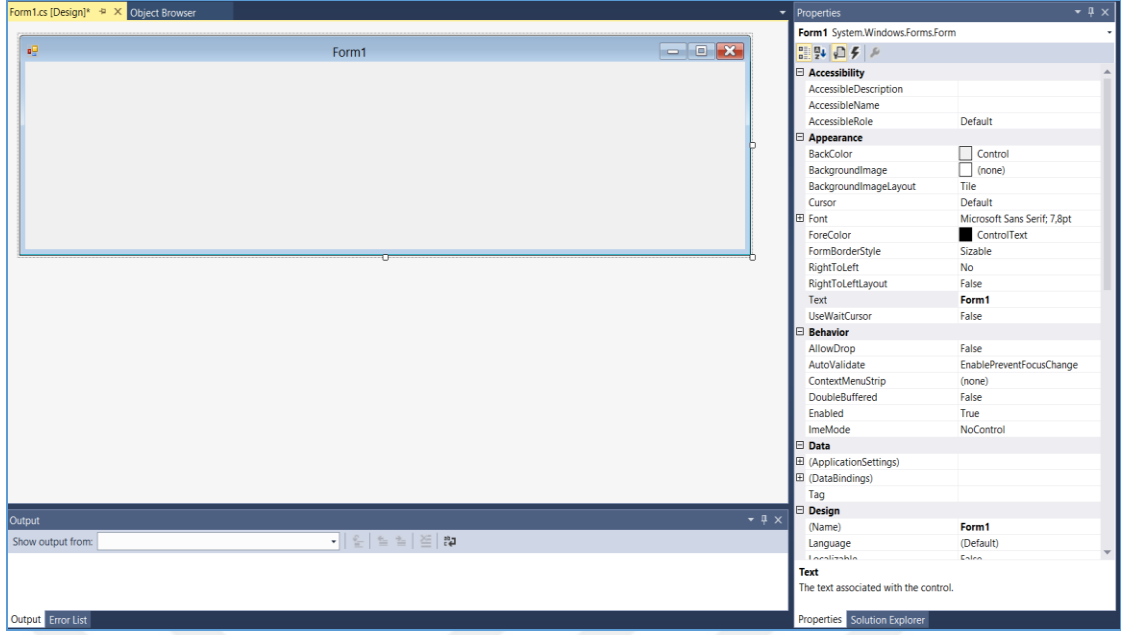 Form1.cs [Design]* Object Browser
Form1
Output
Show output from:
Output Error List
Properties
Form1 System.Windows.Forms.Form
Accessibility
AccessibleDescription
AccessibleName
AccessibleRole Default
Appearance
BackColor Control
BackgroundImage (none)
BackgroundImageLayout Tile
Cursor Default
Font Microsoft Sans Serif; 7,8pt
ForeColor ControlText
FormBorderStyle Sizable
RightToLeft No
RightToLeftLayout False
Text Form1
UseWaitCursor False
Behavior
AllowDrop False
AutoValidate EnablePreventFocusChange
ContextMenuStrip (none)
DoubleBuffered False
Enabled True
ImeMode NoControl
Data
(ApplicationSettings)
(DataBindings)
Tag
Design
(Name) Form1
Language (Default)
Localizable False
Text
The text associated with the control.
Properties Solution Explorer